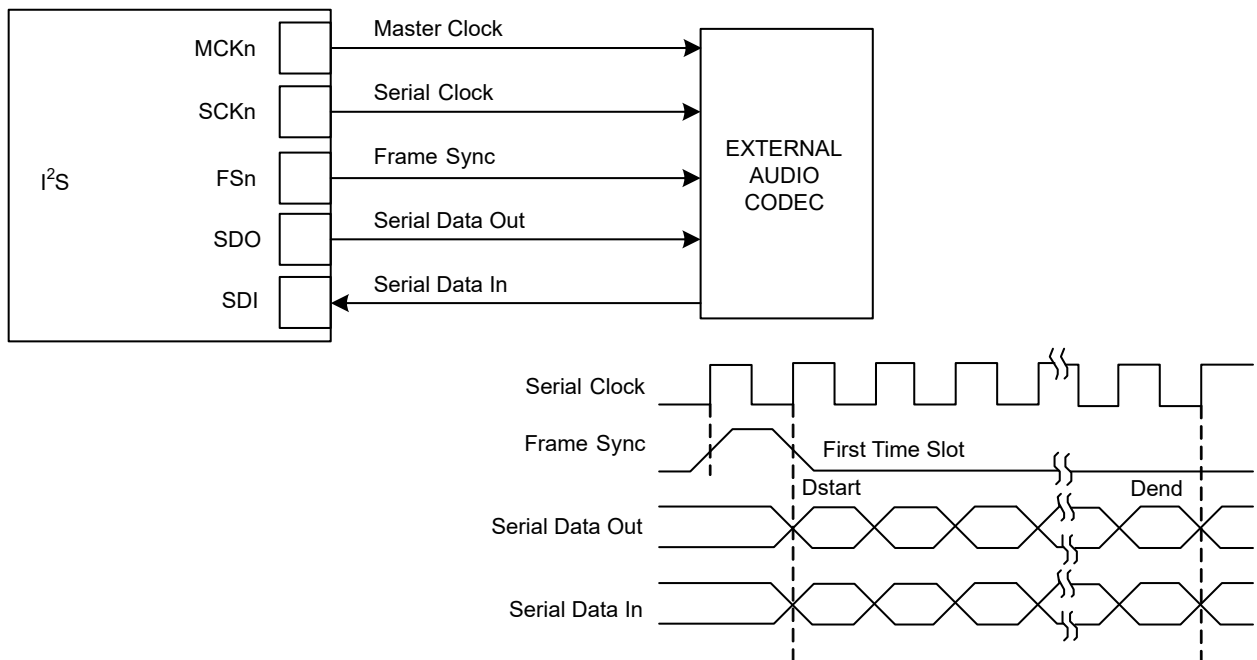 I²S
MCKn
Master Clock
SCKn
Serial Clock
FSn
Frame Sync
SDO
Serial Data Out
SDI
Serial Data In
EXTERNAL
AUDIO
CODEC
Serial Clock
Frame Sync
First Time Slot
Dstart
Dend
Serial Data Out
Serial Data In